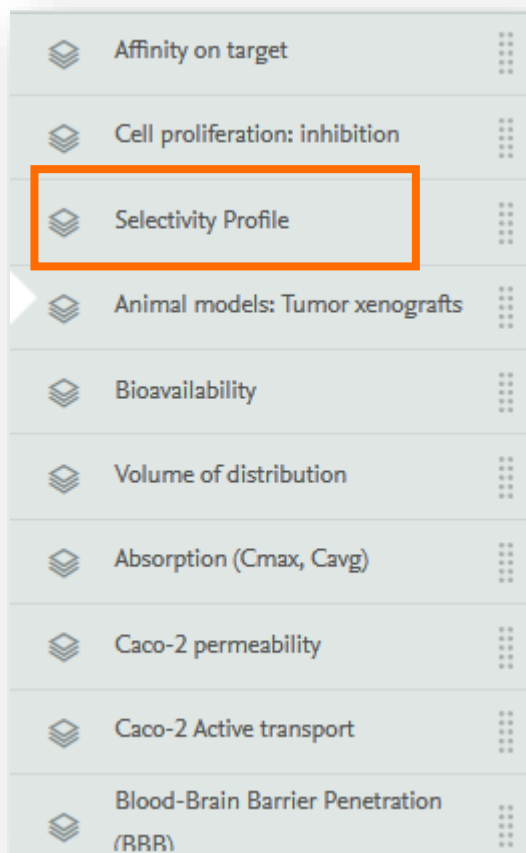 Affinity on target
Cell proliferation: inhibition
Selectivity Profile
Animal models: Tumor xenografts
Bioavailability
Volume of distribution
Absorption (Cmax, Cavg)
Caco-2 permeability
Caco-2 Active transport
Blood-Brain Barrier Penetration
(BBB)